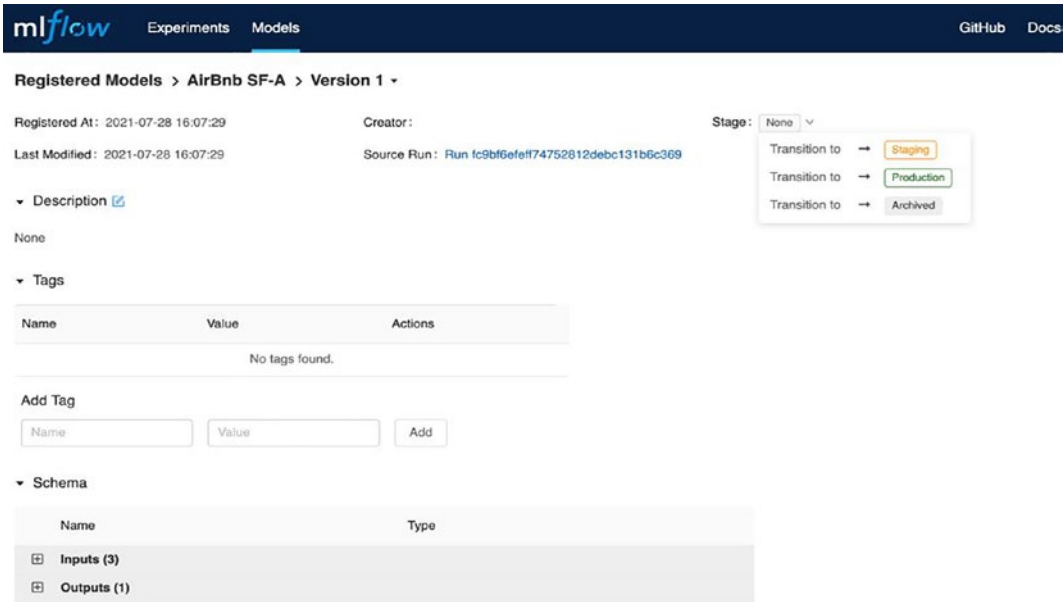 mlflow Experiments Models GitHub Docs
Registered Models > AirBnb SF-A > Version 1
Registered At: 2021-07-28 16:07:29 Creator: Stage: None
Last Modified: 2021-07-28 16:07:29 Source Run: Run fc9bf6efeff74752812debc131b6c369
Transition to → Staging
Transition to → Production
Transition to → Archived
Description
None
Tags
Name Value Actions
No tags found.
Add Tag
Name Value Add
Schema
Name Type
Inputs (3)
Outputs (1)